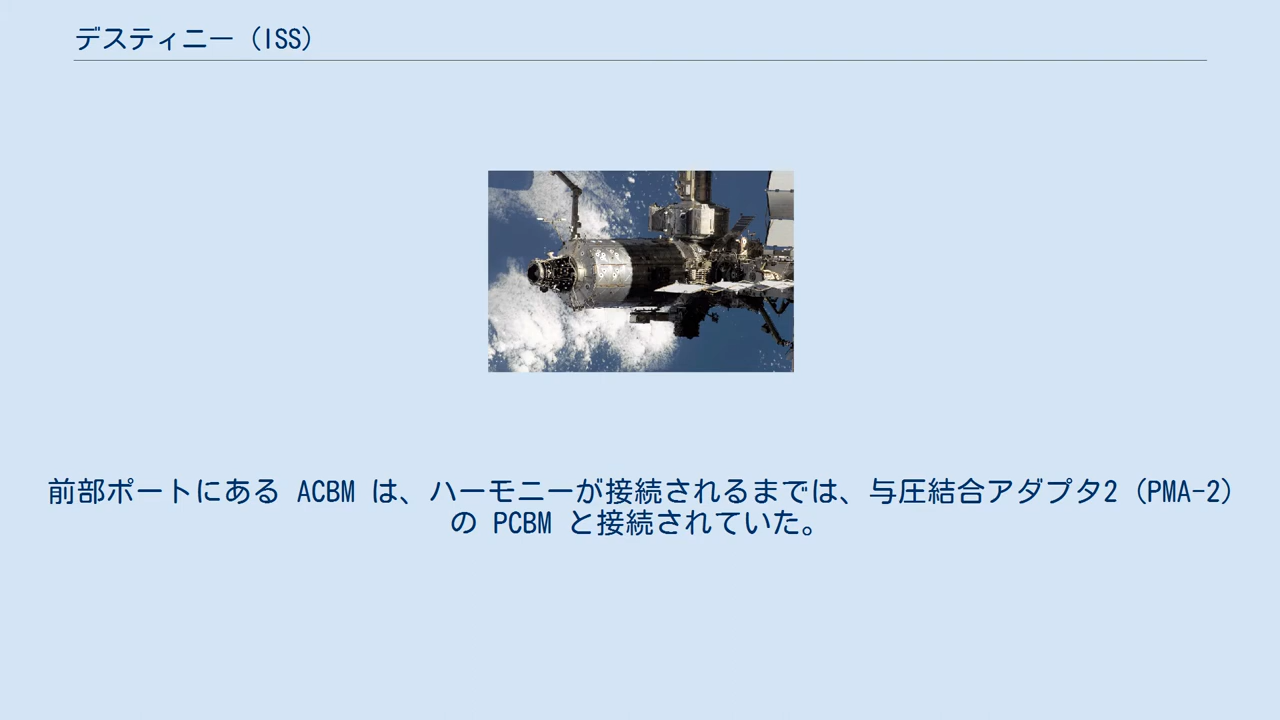 デスティニー（ISS）
前部ポートにある ACBM は、ハーモニーが接続されるまでは、与圧結合アダプタ2（PMA-2）
の PCBM と接続されていた。